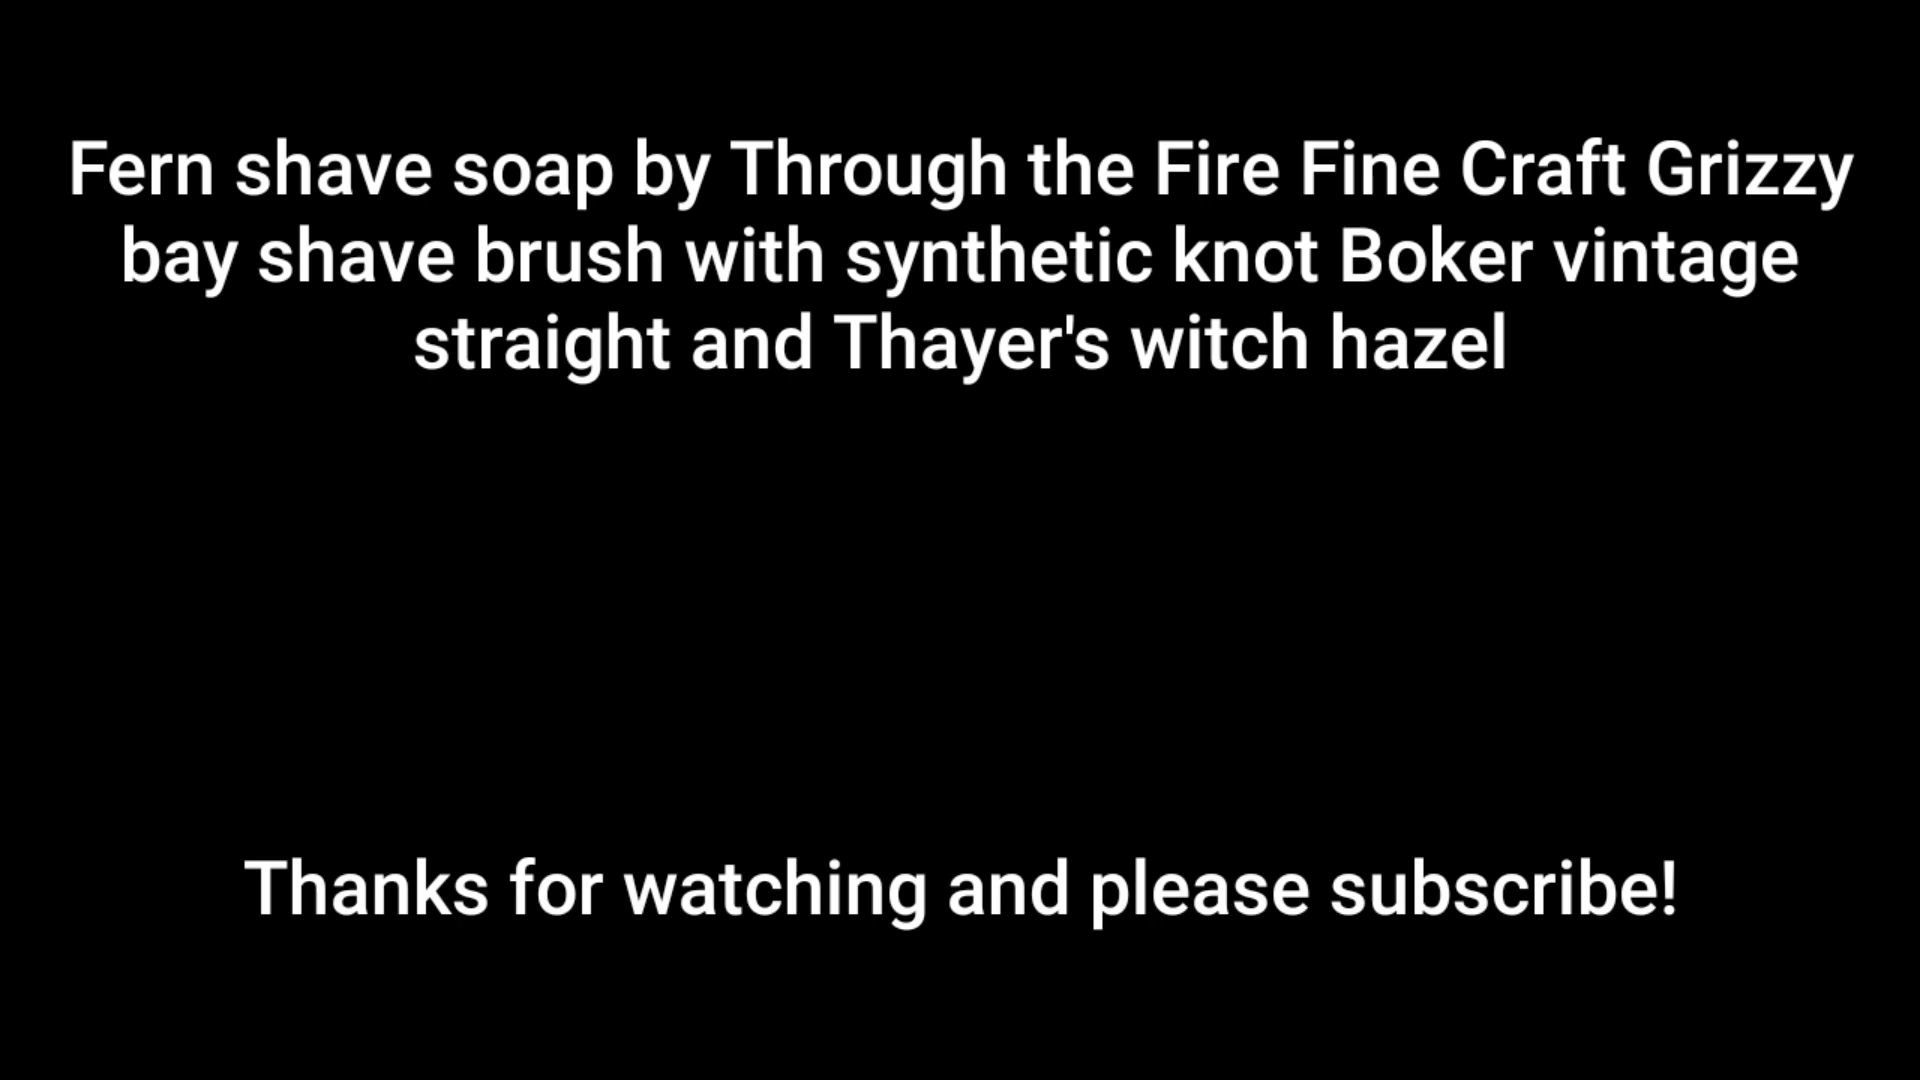 Fern shave soap by Through the Fire Fine Craft Grizzy
bay shave brush with synthetic knot Boker vintage
straight and Thayer's witch hazel
Thanks for watching and please subscribe!